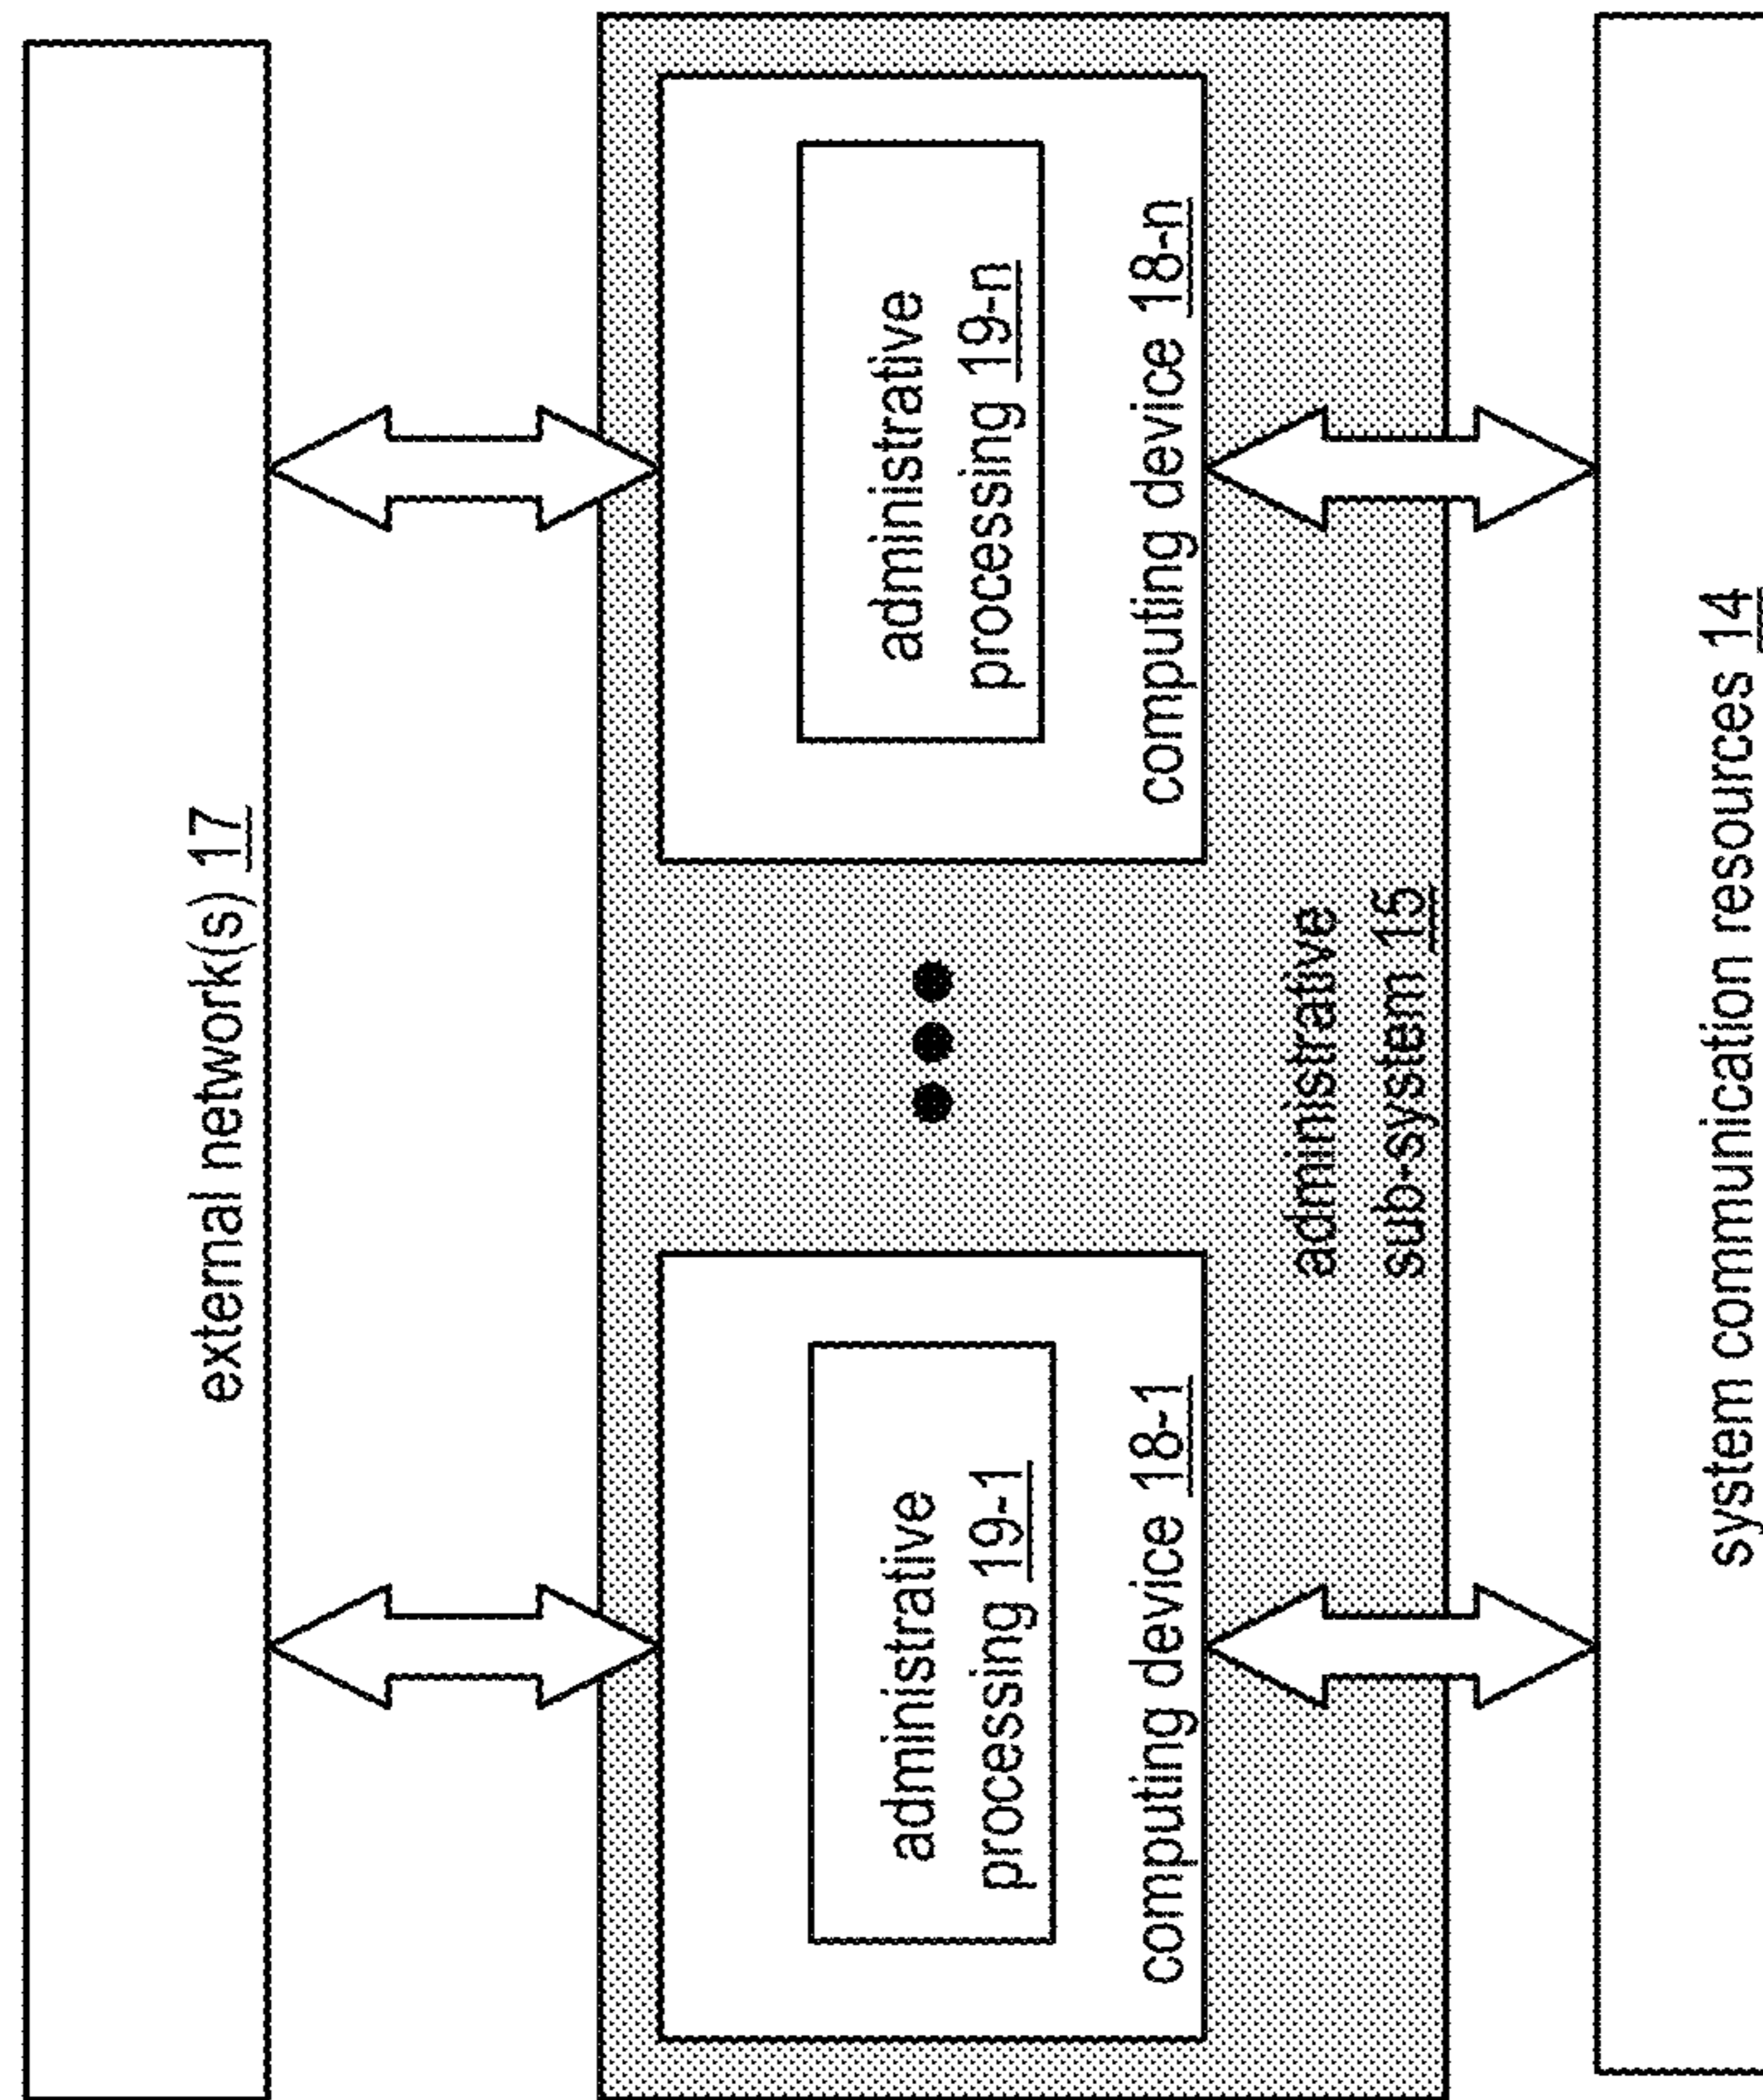 external network(s) 17
administrative
processing 19-1
computing device 18-1
administrative
processing 19-n
computing device 18-n
administrative
sub-system 15
system communication resources 14